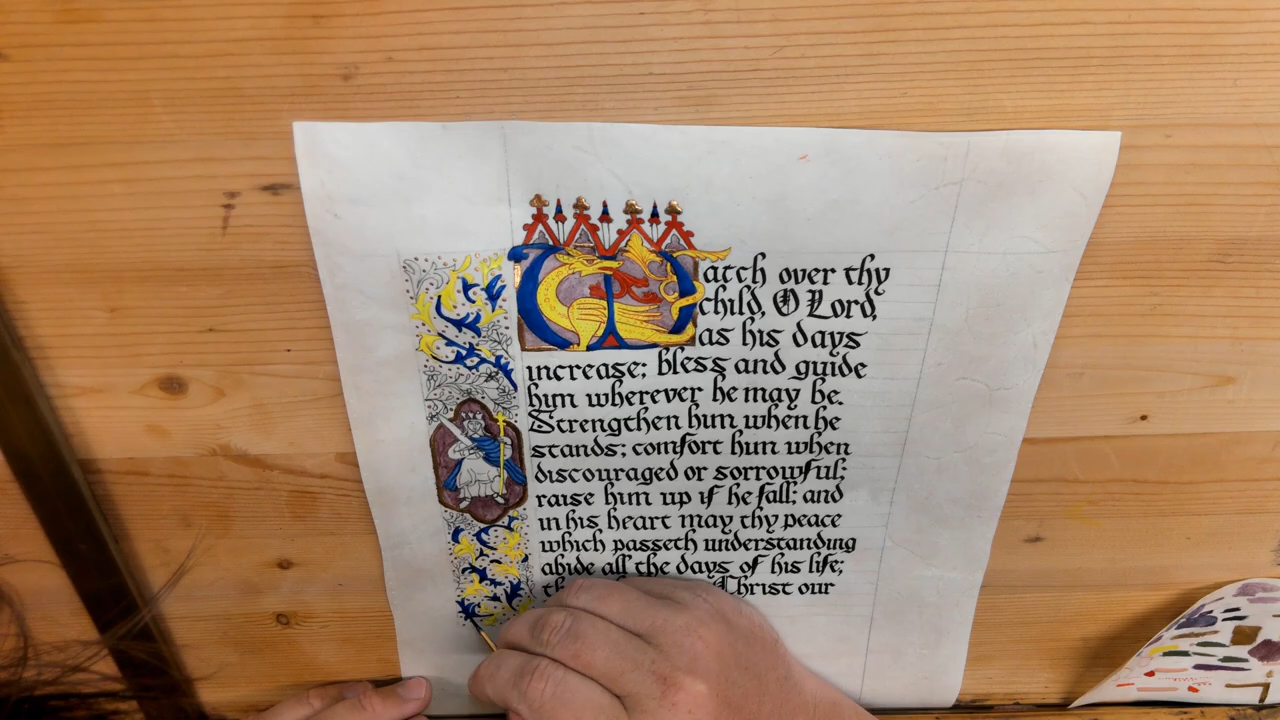 Watch over thy
child, O Lord,
as his days
increase; bless and guide
him wherever he may be.
Strengthen him when he
stands; comfort him when
discouraged or sorrowful;
raise him up if he fall; and
in his heart may thy peace
which passeth understanding
abide all the days of his life;
Christ our